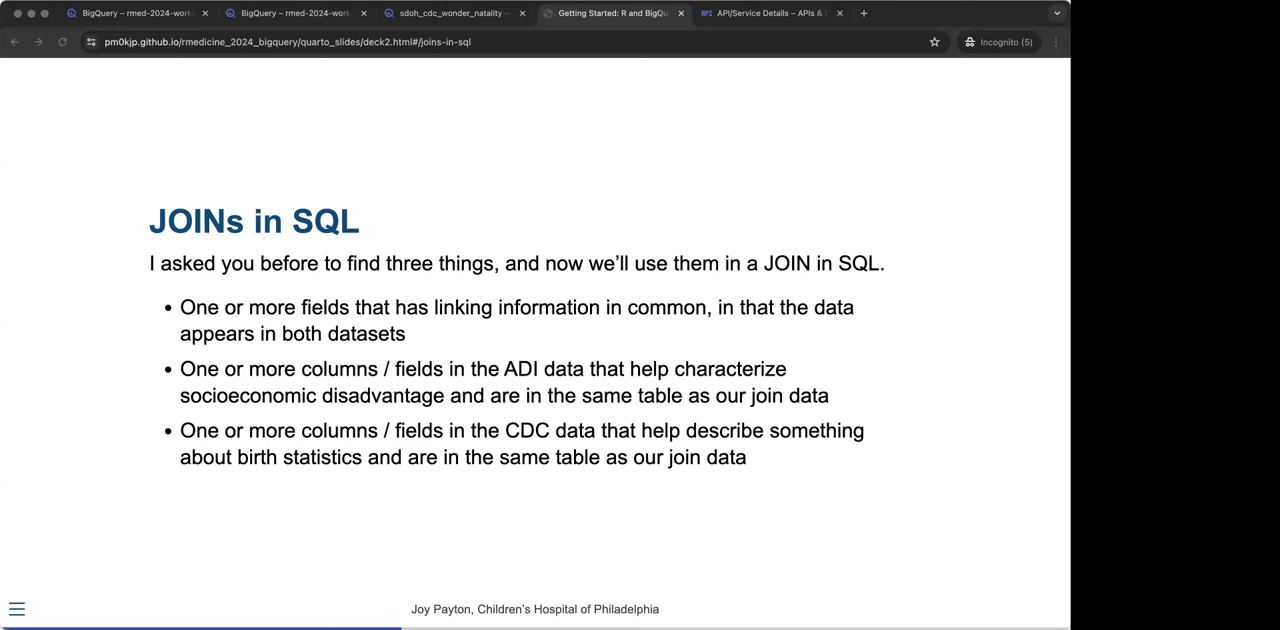 BigQuery – rmed-2024-work
BigQuery – rmed-2024-work
sdoh_cdc_wonder_natality –
Getting Started: R and BigQu
API API/Service Details – APIs & S
pm0kjp.github.io/rmedicine_2024_bigquery/quarto_slides/deck2.html#/joins-in-sql
Incognito (5)
JOINs in SQL
I asked you before to find three things, and now we’ll use them in a JOIN in SQL.
• One or more fields that has linking information in common, in that the data
appears in both datasets
• One or more columns / fields in the ADI data that help characterize
socioeconomic disadvantage and are in the same table as our join data
• One or more columns / fields in the CDC data that help describe something
about birth statistics and are in the same table as our join data
Joy Payton, Children’s Hospital of Philadelphia